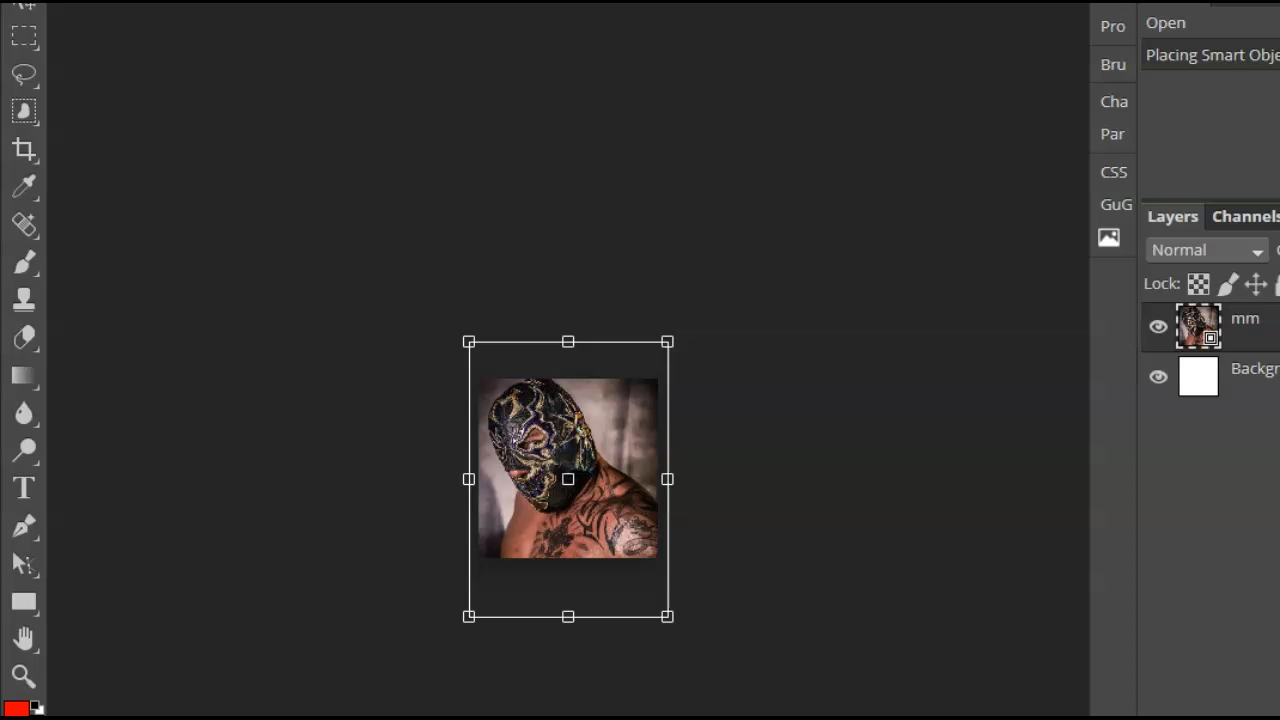 Pro
Bru
Cha
Par
CSS
GuG
Open
Placing Smart Obje
Layers Channels
Normal
Lock:
mm
Backgr